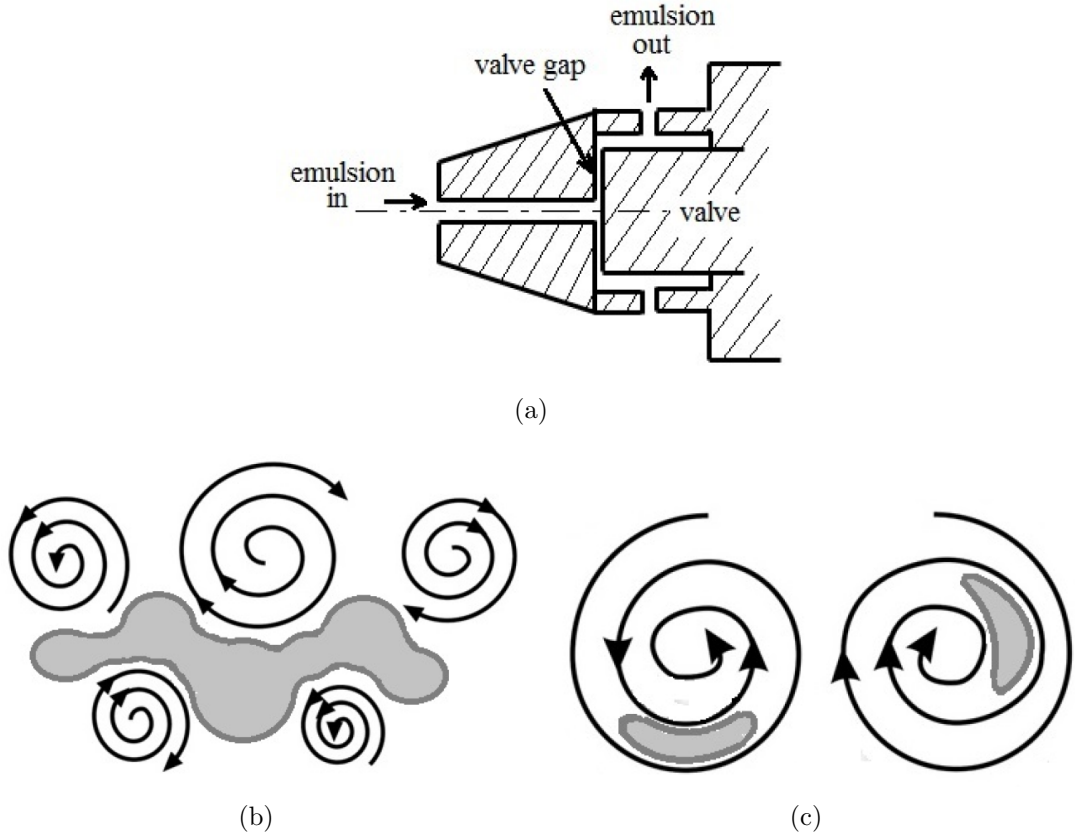 emulsion
out
valve gap
emulsion
in
valve
(a)
(b)
(c)